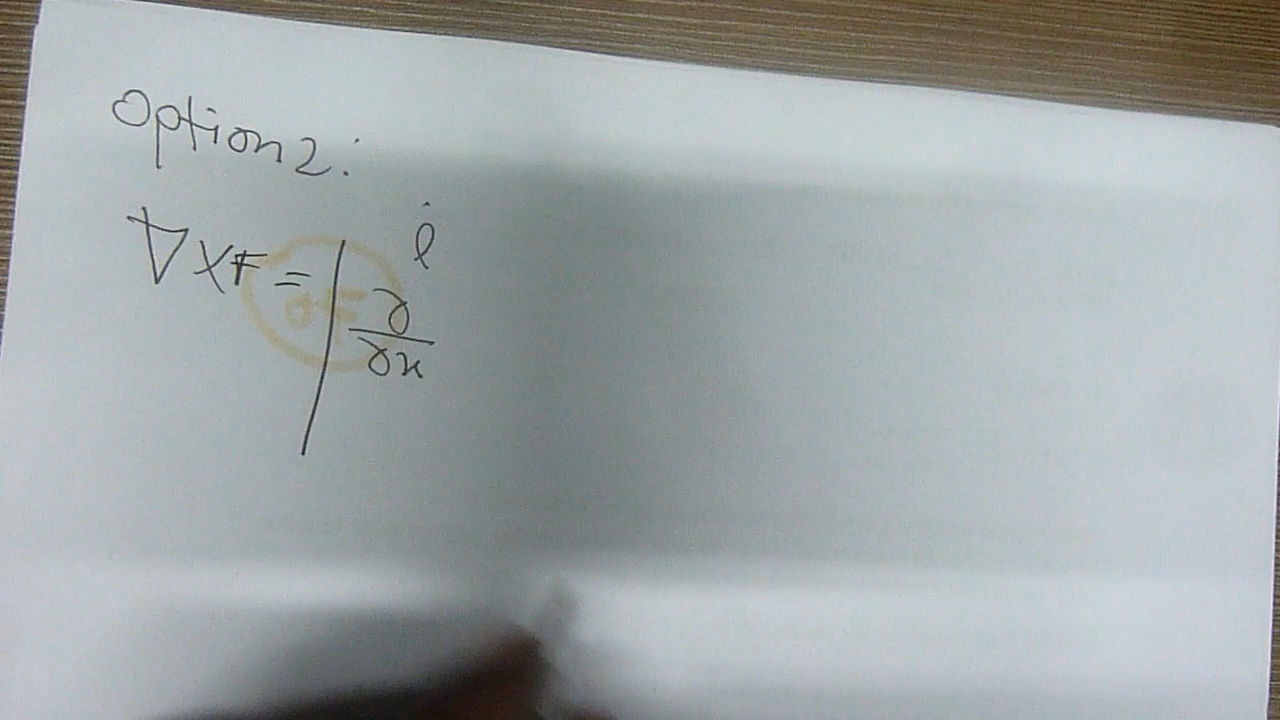 Option 2:
∇ × F = | i
∂
∂x